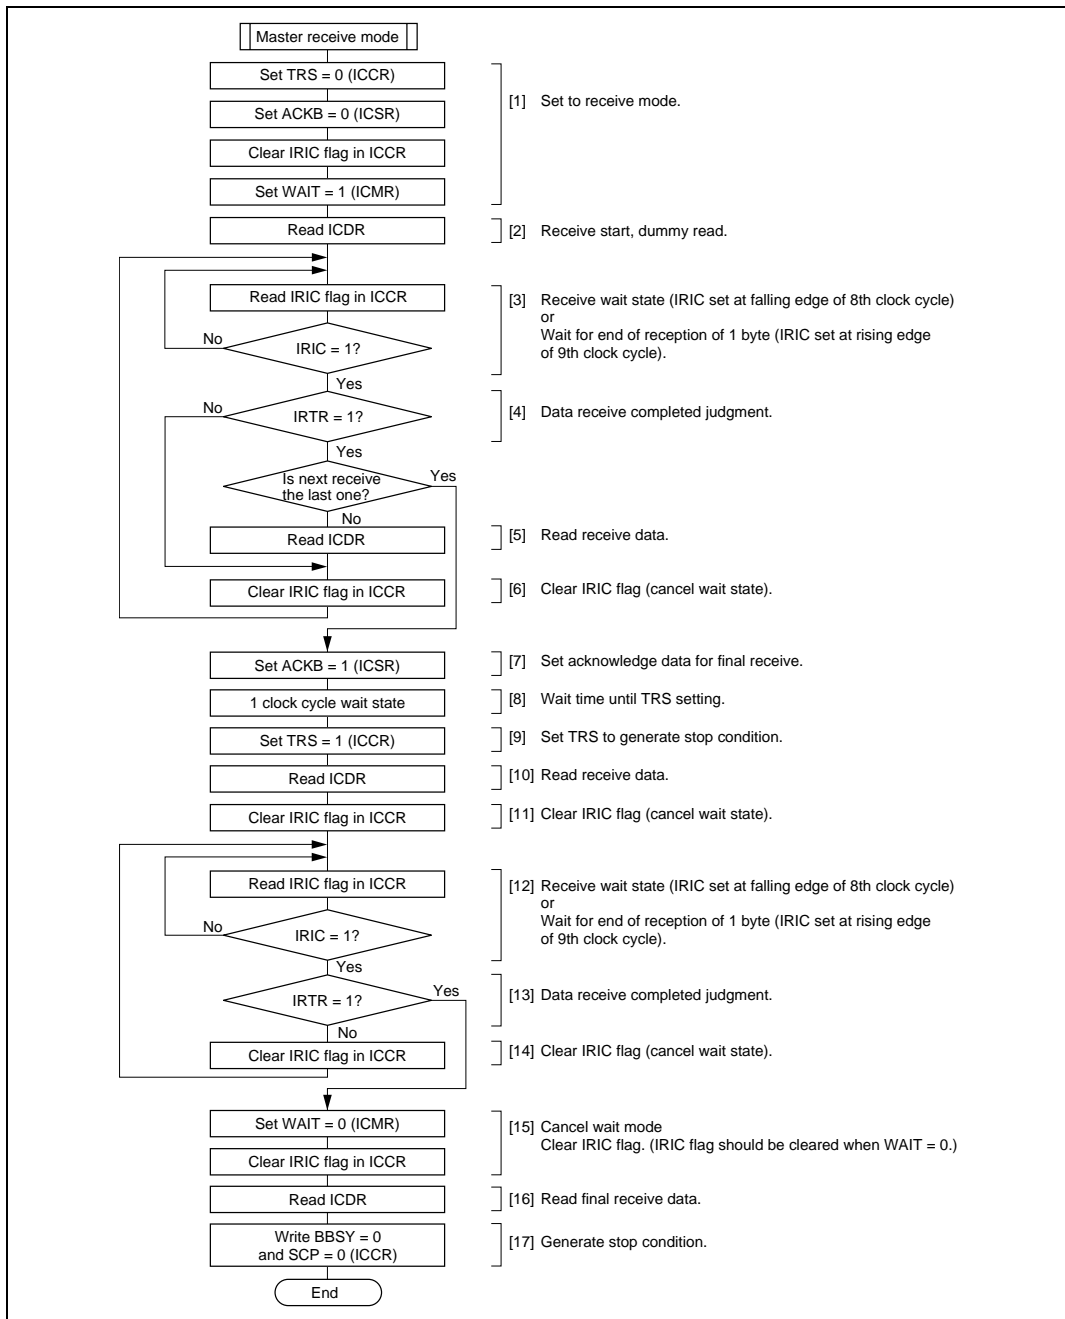 Master receive mode
Set TRS = 0 (ICCR)
[1] Set to receive mode.
Set ACKB = 0 (ICSR)
Clear IRIC flag in ICCR
Set WAIT = 1 (ICMR)
Read ICDR
[2] Receive start, dummy read.
Read IRIC flag in ICCR
[3] Receive wait state (IRIC set at falling edge of 8th clock cycle)
or
Wait for end of reception of 1 byte (IRIC set at rising edge
of 9th clock cycle).
No
IRIC = 1?
Yes
No
IRTR = 1?
[4] Data receive completed judgment.
Yes
Is next receive
the last one?
Yes
No
Read ICDR
[5] Read receive data.
Clear IRIC flag in ICCR
[6] Clear IRIC flag (cancel wait state).
Set ACKB = 1 (ICSR)
[7] Set acknowledge data for final receive.
1 clock cycle wait state
[8] Wait time until TRS setting.
Set TRS = 1 (ICCR)
[9] Set TRS to generate stop condition.
Read ICDR
[10] Read receive data.
Clear IRIC flag in ICCR
[11] Clear IRIC flag (cancel wait state).
Read IRIC flag in ICCR
[12] Receive wait state (IRIC set at falling edge of 8th clock cycle)
or
Wait for end of reception of 1 byte (IRIC set at rising edge
of 9th clock cycle).
No
IRIC = 1?
Yes
IRTR = 1?
Yes
[13] Data receive completed judgment.
No
Clear IRIC flag in ICCR
[14] Clear IRIC flag (cancel wait state).
Set WAIT = 0 (ICMR)
[15] Cancel wait mode
Clear IRIC flag. (IRIC flag should be cleared when WAIT = 0.)
Clear IRIC flag in ICCR
Read ICDR
[16] Read final receive data.
Write BBSY = 0
and SCP = 0 (ICCR)
[17] Generate stop condition.
End